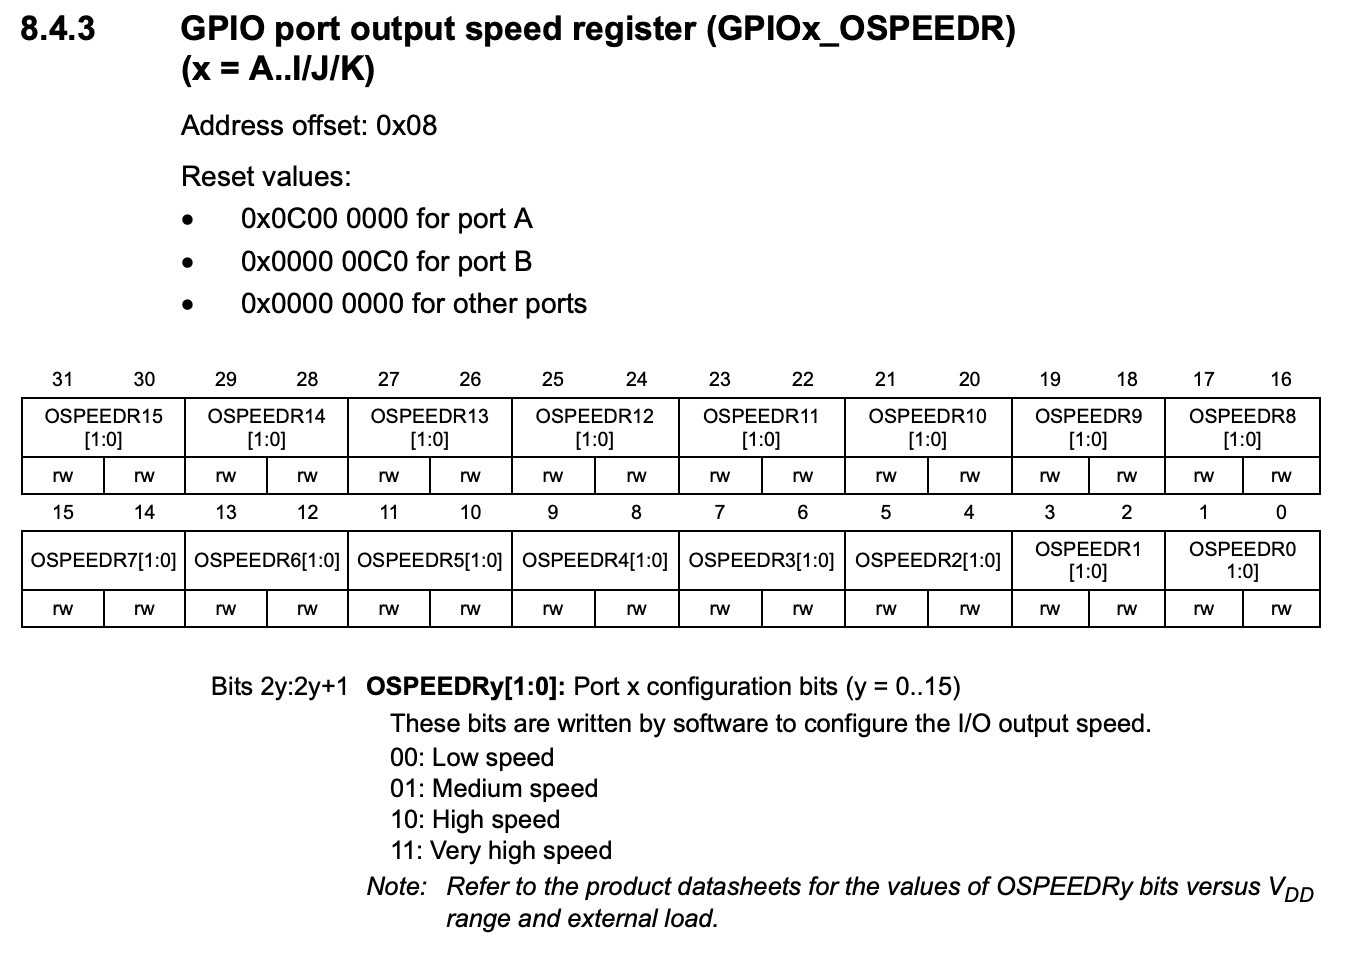 8.4.3 GPIO port output speed register (GPIOx_OSPEEDR)
(x = A..I/J/K)
Address offset: 0x08
Reset values:
• 0x0C00 0000 for port A
• 0x0000 00C0 for port B
• 0x0000 0000 for other ports
31 30 29 28 27 26 25 24 23 22 21 20 19 18 17 16
OSPEEDR15 OSPEEDR14 OSPEEDR13 OSPEEDR12 OSPEEDR11 OSPEEDR10 OSPEEDR9 OSPEEDR8
[1:0] [1:0] [1:0] [1:0] [1:0] [1:0] [1:0] [1:0]
rw rw rw rw rw rw rw rw rw rw rw rw rw rw rw rw
15 14 13 12 11 10 9 8 7 6 5 4 3 2 1 0
OSPEEDR7[1:0] OSPEEDR6[1:0] OSPEEDR5[1:0] OSPEEDR4[1:0] OSPEEDR3[1:0] OSPEEDR2[1:0] OSPEEDR1 OSPEEDR0
[1:0] 1:0]
rw rw rw rw rw rw rw rw rw rw rw rw rw rw rw rw
Bits 2y:2y+1 OSPEEDRy[1:0]: Port x configuration bits (y = 0..15)
These bits are written by software to configure the I/O output speed.
00: Low speed
01: Medium speed
10: High speed
11: Very high speed
Note: Refer to the product datasheets for the values of OSPEEDRy bits versus VDD
range and external load.